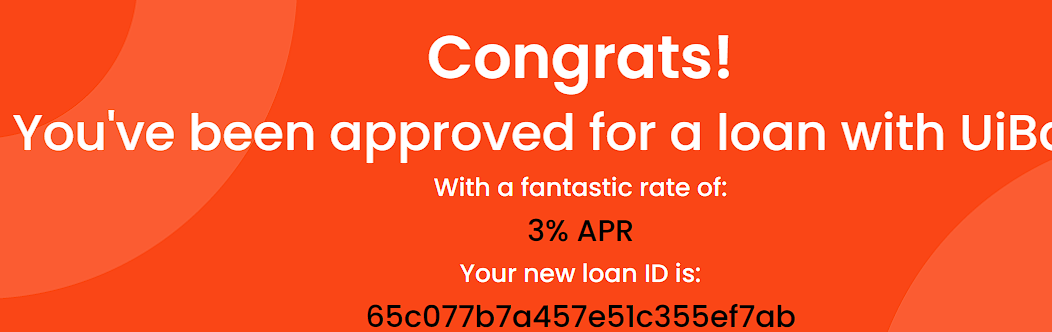 Congrats!
You've been approved for a loan with
With a fantastic rate of:
3% APR
Your new loan ID is:
65c077b7a457e51c355ef7ab